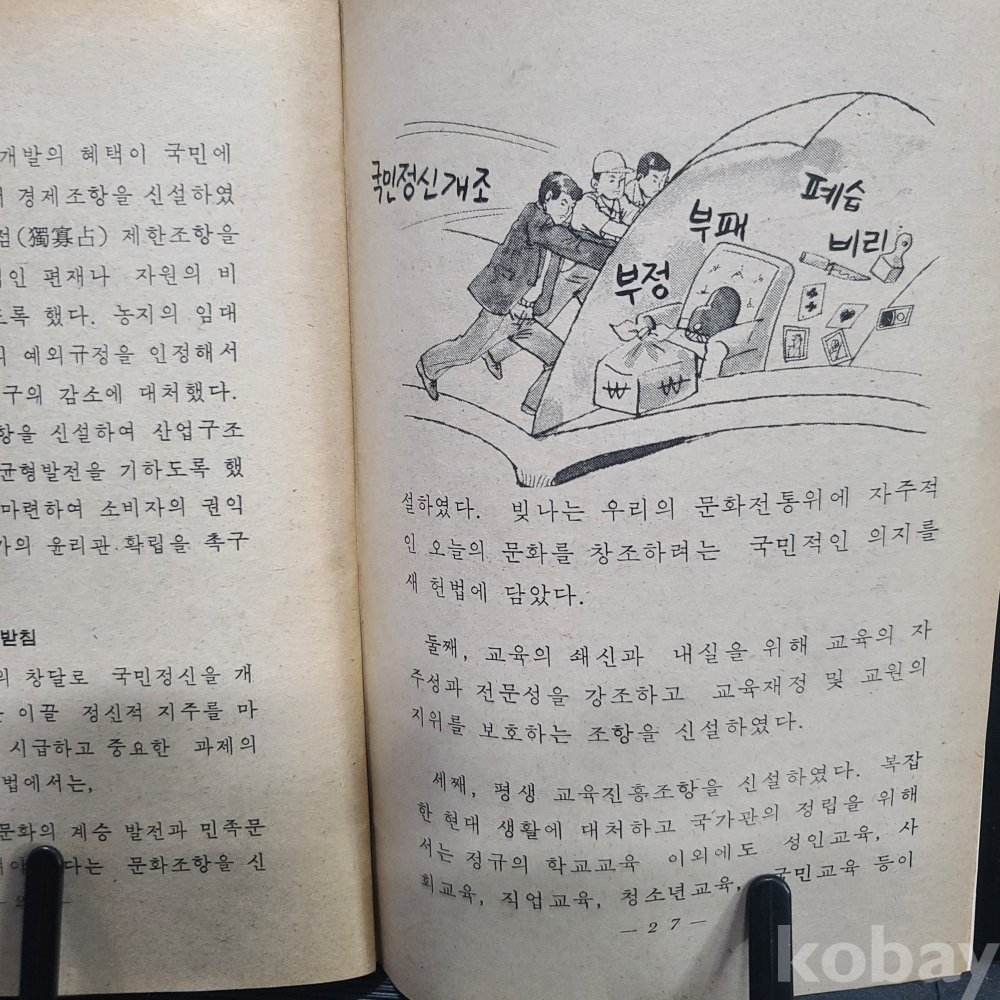 개발의 혜택이 국민에
경제조항을 신설하였
점(獨寡占) 제한조항을
인 편재나 자원의 비
록 했다. 농지의 임대
예외규정을 인정해서
구의 감소에 대처했다.
항을 신설하여 산업구조
균형발전을 기하도록 했
마련하여 소비자의 권익
가의 윤리관 확립을 촉구
받침
의 창달로 국민정신을 개
이끌 정신적 지주를 마
시급하고 중요한 과제의
법에서는,
문화의 계승 발전과 민족문
다는 문화조항을 신
국민정신개조
부정
부패
폐습
비리
₩ ₩
설하였다. 빛나는 우리의 문화전통위에 자주적
인 오늘의 문화를 창조하려는 국민적인 의지를
새 헌법에 담았다.
둘째, 교육의 쇄신과 내실을 위해 교육의 자
주성과 전문성을 강조하고 교육재정 및 교원의
지위를 보호하는 조항을 신설하였다.
세째, 평생 교육진흥조항을 신설하였다. 복잡
한 현대 생활에 대처하고 국가관의 정립을 위해
서는 정규의 학교교육 이외에도 성인교육, 사
회교육, 직업교육, 청소년교육, 국민교육 등이
— 27 —
kobay